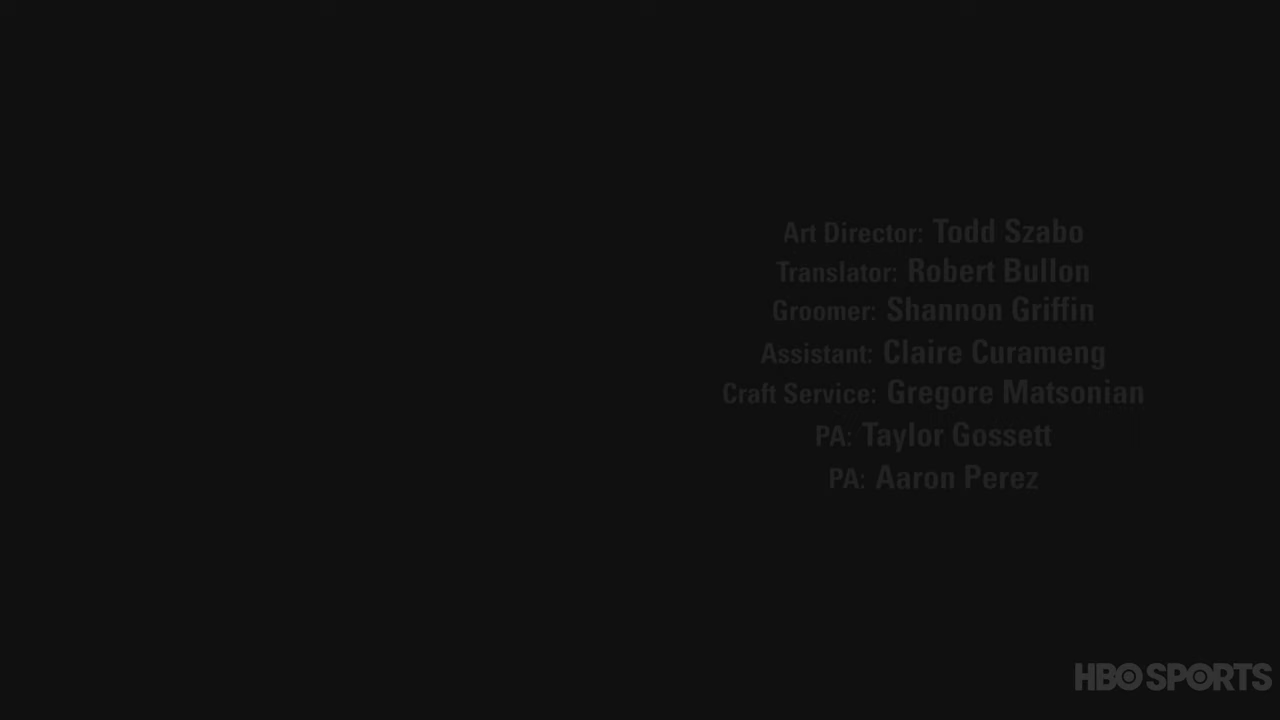 Art Director: Todd Szabo
Translator: Robert Bullon
Groomer: Shannon Griffin
Assistant: Claire Curameng
Craft Service: Gregore Matsonian
PA: Taylor Gossett
PA: Aaron Perez
HBO SPORTS